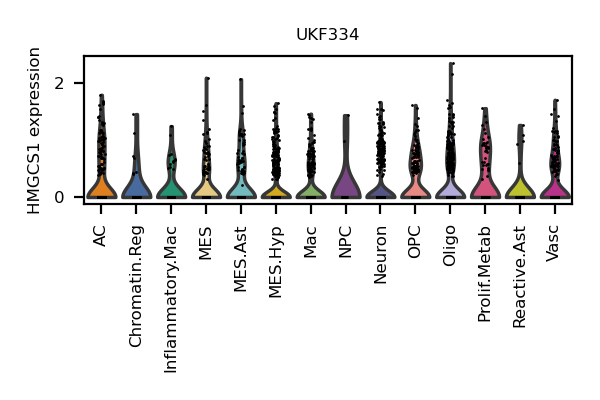 UKF334
HMGCS1 expression
2
0
AC
Chromatin.Reg
Inflammatory.Mac
MES
MES.Ast
MES.Hyp
Mac
NPC
Neuron
OPC
Oligo
Prolif.Metab
Reactive.Ast
Vasc